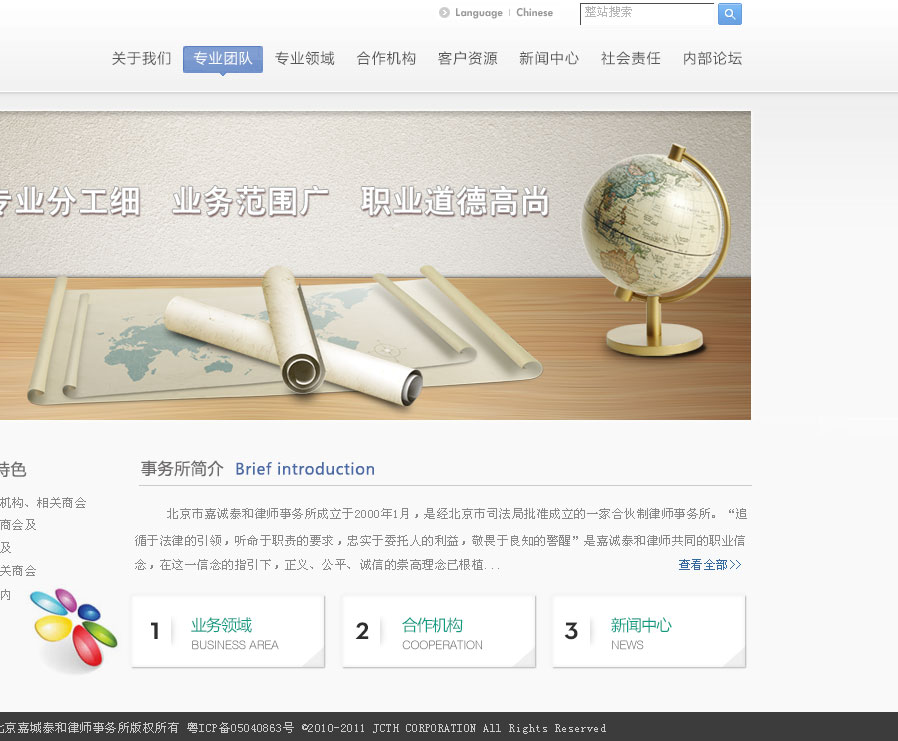 Language | Chinese
整站搜索
关于我们 专业团队 专业领域 合作机构 客户资源 新闻中心 社会责任 内部论坛
专业分工细 业务范围广 职业道德高尚
特色
机构、相关商会
商会及
及
关商会
内
事务所简介 Brief introduction
北京市嘉诚泰和律师亊务所成立于2000年1月，是经北京市司法局批准成立的一家合伙制律师亊务所。“追
循于法律的引领，听命于职责的要求，忠实于委托人的利益，敬畏于良知的警醒”是嘉诚泰和律师共同的职业信
念，在这一信念的指引下，正义、公平、诚信的崇高理念已根植...
查看全部>>
1 业务领域
BUSINESS AREA
2 合作机构
COOPERATION
3 新闻中心
NEWS
北京嘉城泰和律师亊务所版权所有 粤ICP备05040863号 ©2010-2011 JCTH CORPORATION All Rights Reserved